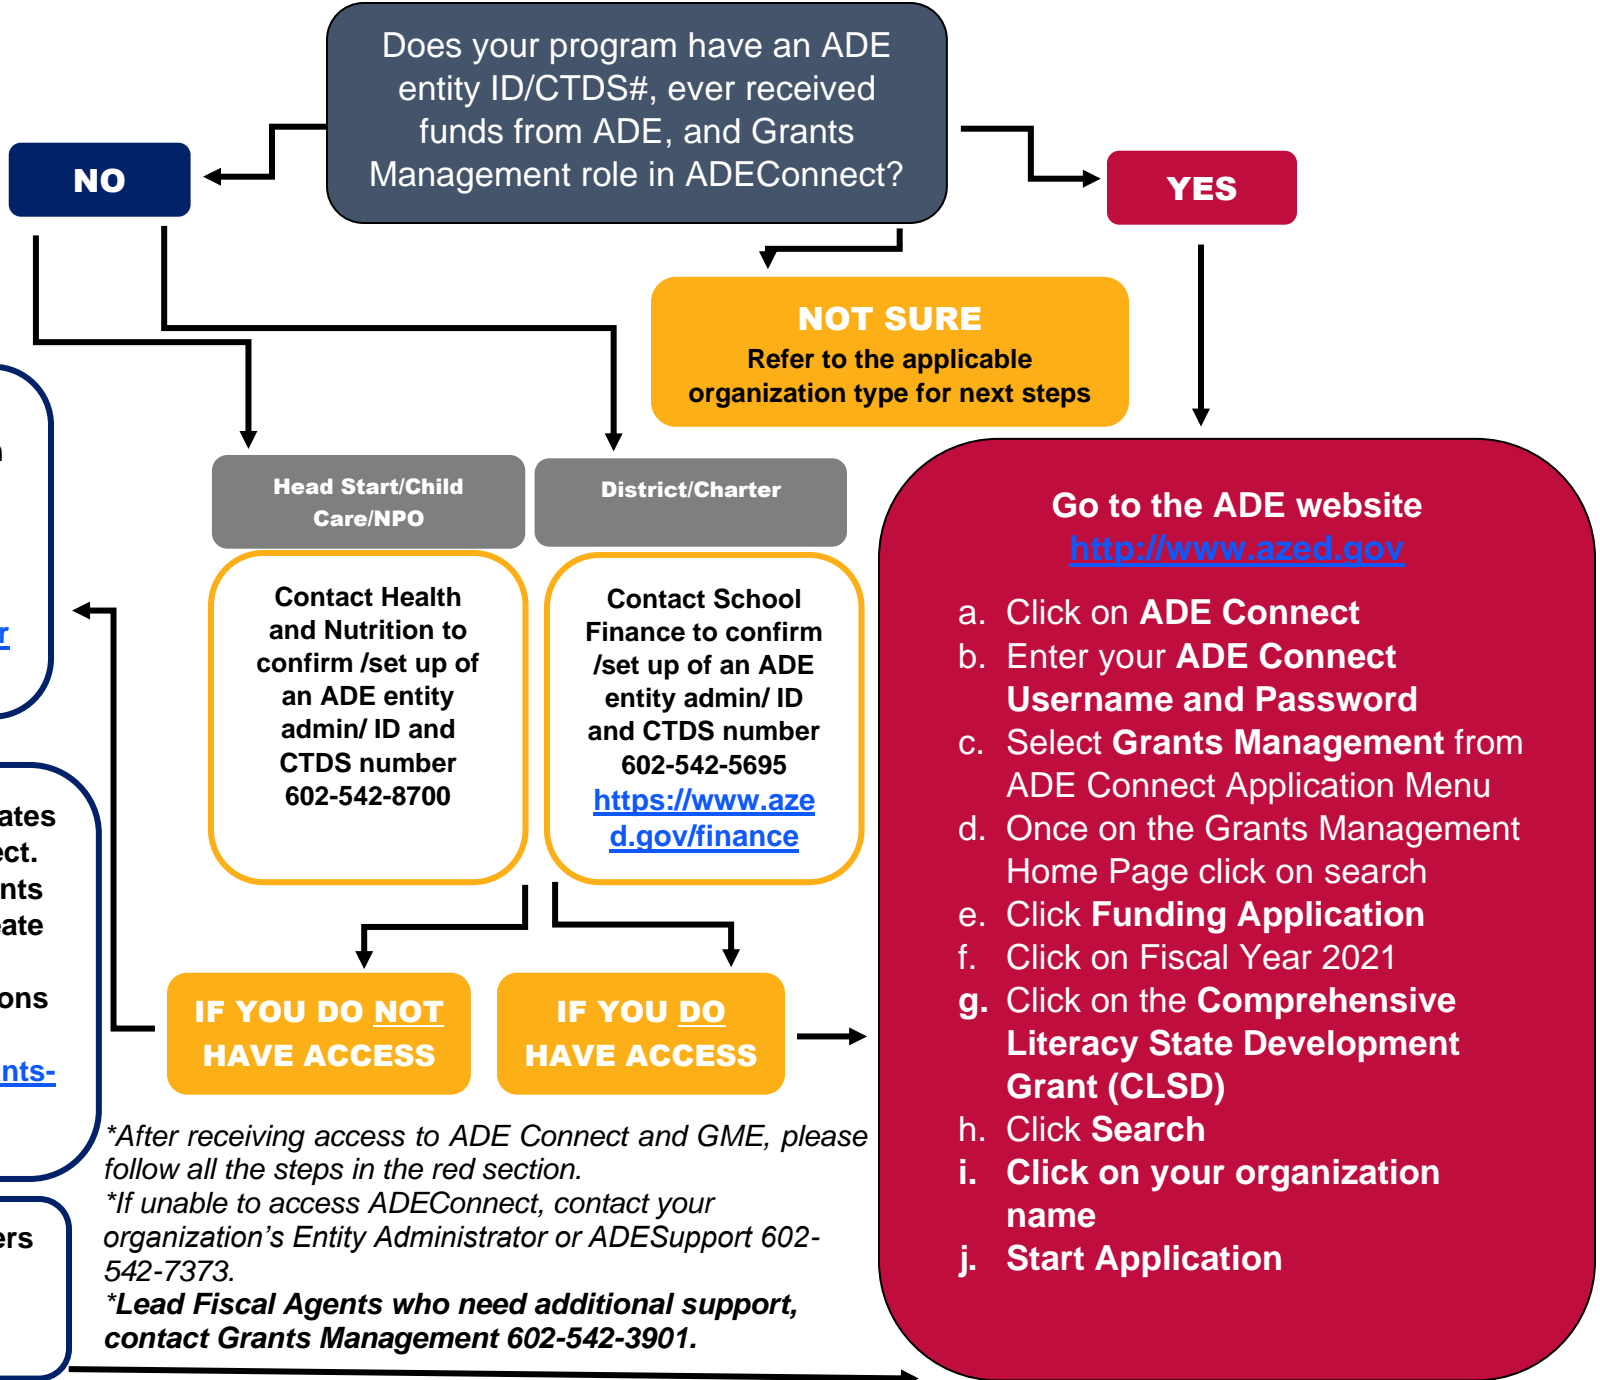 Does your program have an ADE
entity ID/CTDS#, ever received
funds from ADE, and Grants
Management role in ADEConnect?
NO
YES
NOT SURE
Refer to the applicable
organization type for next steps
Head Start/Child
Care/NPO
District/Charter
Contact Health
and Nutrition to
confirm /set up of
an ADE entity
admin/ ID and
CTDS number
602-542-8700
Contact School
Finance to confirm
/set up of an ADE
entity admin/ ID
and CTDS number
602-542-5695
https://www.aze
d.gov/finance
IF YOU DO NOT
HAVE ACCESS
IF YOU DO
HAVE ACCESS
ect.
ers
*After receiving access to ADE Connect and GME, please
follow all the steps in the red section.
*If unable to access ADEConnect, contact your
organization's Entity Administrator or ADESupport 602-
542-7373.
*Lead Fiscal Agents who need additional support,
contact Grants Management 602-542-3901.
Go to the ADE website
http://www.azed.gov
a. Click on ADE Connect
b. Enter your ADE Connect
Username and Password
c. Select Grants Management from
ADE Connect Application Menu
d. Once on the Grants Management
Home Page click on search
e. Click Funding Application
f. Click on Fiscal Year 2021
g. Click on the Comprehensive
Literacy State Development
Grant (CLSD)
h. Click Search
i. Click on your organization
name
j. Start Application